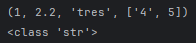 (1, 2.2, 'tres', ['4', 5])
<class 'str'>